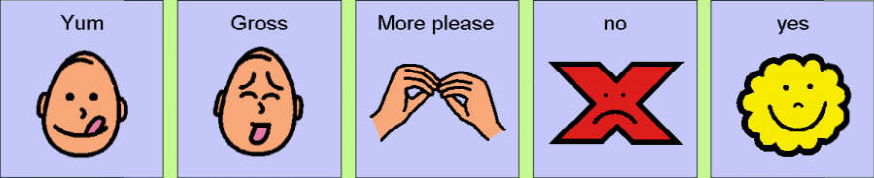 Yum
Gross
More please
no
yes